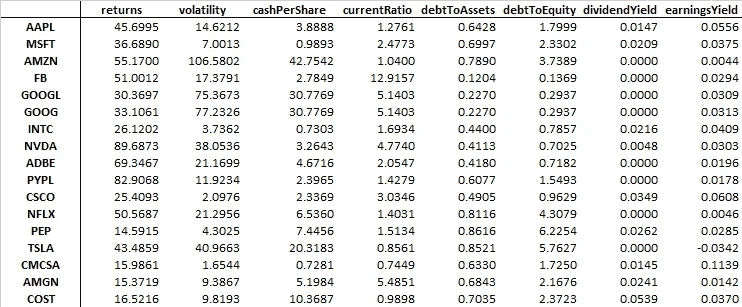 returns volatility cashPerShare currentRatio debtToAssets debtToEquity dividendYield earningsYield
AAPL 45.6995 14.6212 3.8888 1.2761 0.6428 1.7999 0.0147 0.0556
MSFT 36.6890 7.0013 0.9893 2.4773 0.6997 2.3302 0.0209 0.0375
AMZN 55.1700 106.5802 42.7542 1.0400 0.7890 3.7389 0.0000 0.0044
FB 51.0012 17.3791 2.7849 12.9157 0.1204 0.1369 0.0000 0.0294
GOOGL 30.3697 75.3673 30.7769 5.1403 0.2270 0.2937 0.0000 0.0309
GOOG 33.1061 77.2326 30.7769 5.1403 0.2270 0.2937 0.0000 0.0313
INTC 26.1202 3.7362 0.7303 1.6934 0.4400 0.7857 0.0216 0.0409
NVDA 89.6873 38.0536 3.2643 4.7740 0.4113 0.7025 0.0048 0.0303
ADBE 69.3467 21.1699 4.6716 2.0547 0.4180 0.7182 0.0000 0.0196
PYPL 82.9068 11.9234 2.3965 1.4279 0.6077 1.5493 0.0000 0.0178
CSCO 25.4093 2.0976 2.3369 3.0346 0.4905 0.9629 0.0349 0.0608
NFLX 50.5687 21.2956 6.5360 1.4031 0.8116 4.3079 0.0000 0.0046
PEP 14.5915 4.3025 7.4456 1.5134 0.8616 6.2254 0.0262 0.0285
TSLA 43.4859 40.9663 20.3183 0.8561 0.8521 5.7627 0.0000 -0.0342
CMCSA 15.9861 1.6544 0.7281 0.7449 0.6330 1.7250 0.0145 0.1139
AMGN 15.3719 9.3867 5.1984 5.4851 0.6843 2.1676 0.0241 0.0142
COST 16.5216 9.8193 10.3687 0.9898 0.7035 2.3723 0.0539 0.0370